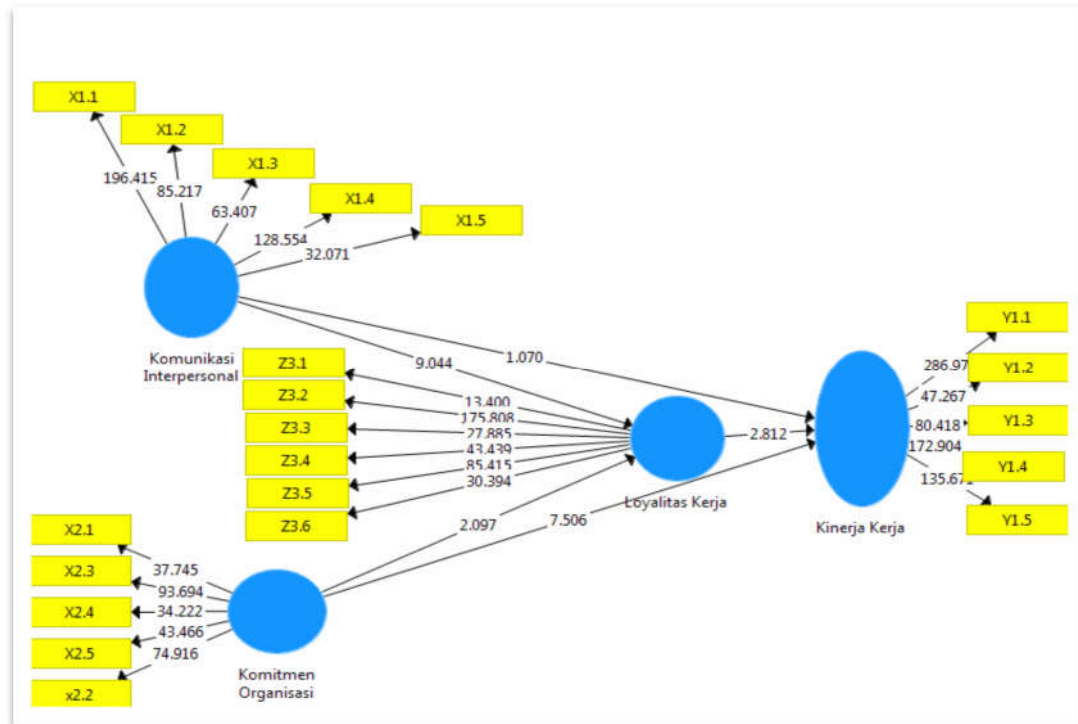 X1.1
X1.2
X1.3
X1.4
X1.5
196.415
85.217
63.407
128.554
32.071
Komunikasi
Interpersonal
1.070
9.044
Z3.1
Z3.2
Z3.3
Z3.4
Z3.5
Z3.6
13.400
175.808
27.885
43.439
85.415
30.394
Loyalitas Kerja
2.812
2.097
7.506
Y1.1
Y1.2
Y1.3
Y1.4
Y1.5
286.97
47.267
80.418
172.904
135.671
Kinerja Kerja
X2.1
X2.3
X2.4
X2.5
x2.2
37.745
93.694
34.222
43.466
74.916
Komitmen
Organisasi